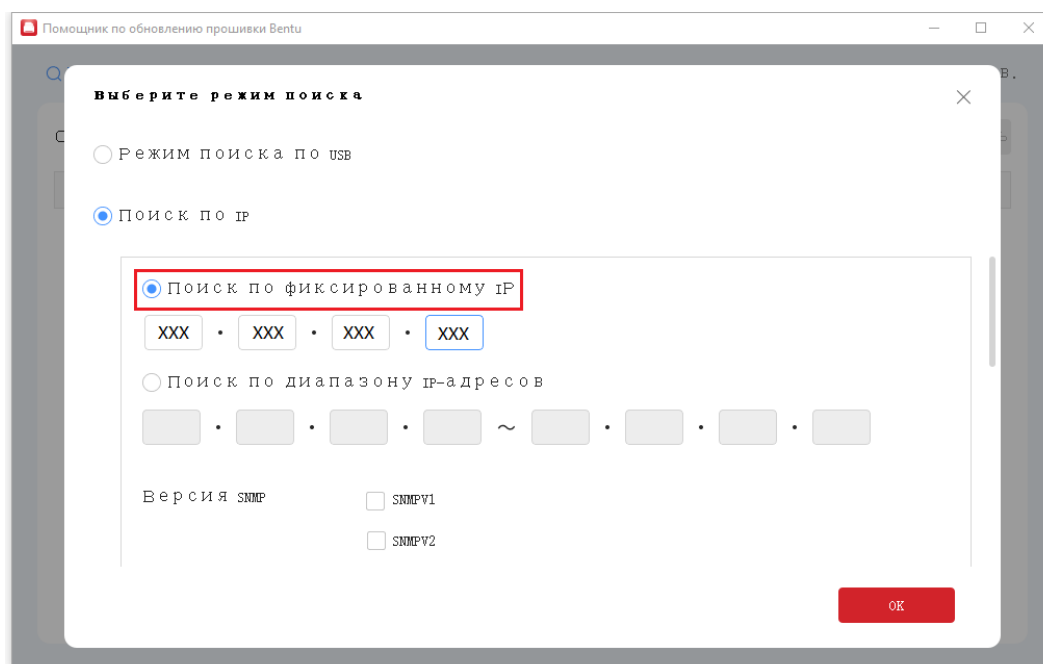 Помощник по обновлению прошивки Bentu
Выберите режим поиска
Режим поиска по USB
Поиск по IP
Поиск по фиксированному IP
XXX . XXX . XXX . XXX
Поиск по диапазону IP-адресов
. . . ~ . . .
Версия SNMP
SNMPV1
SNMPV2
OK